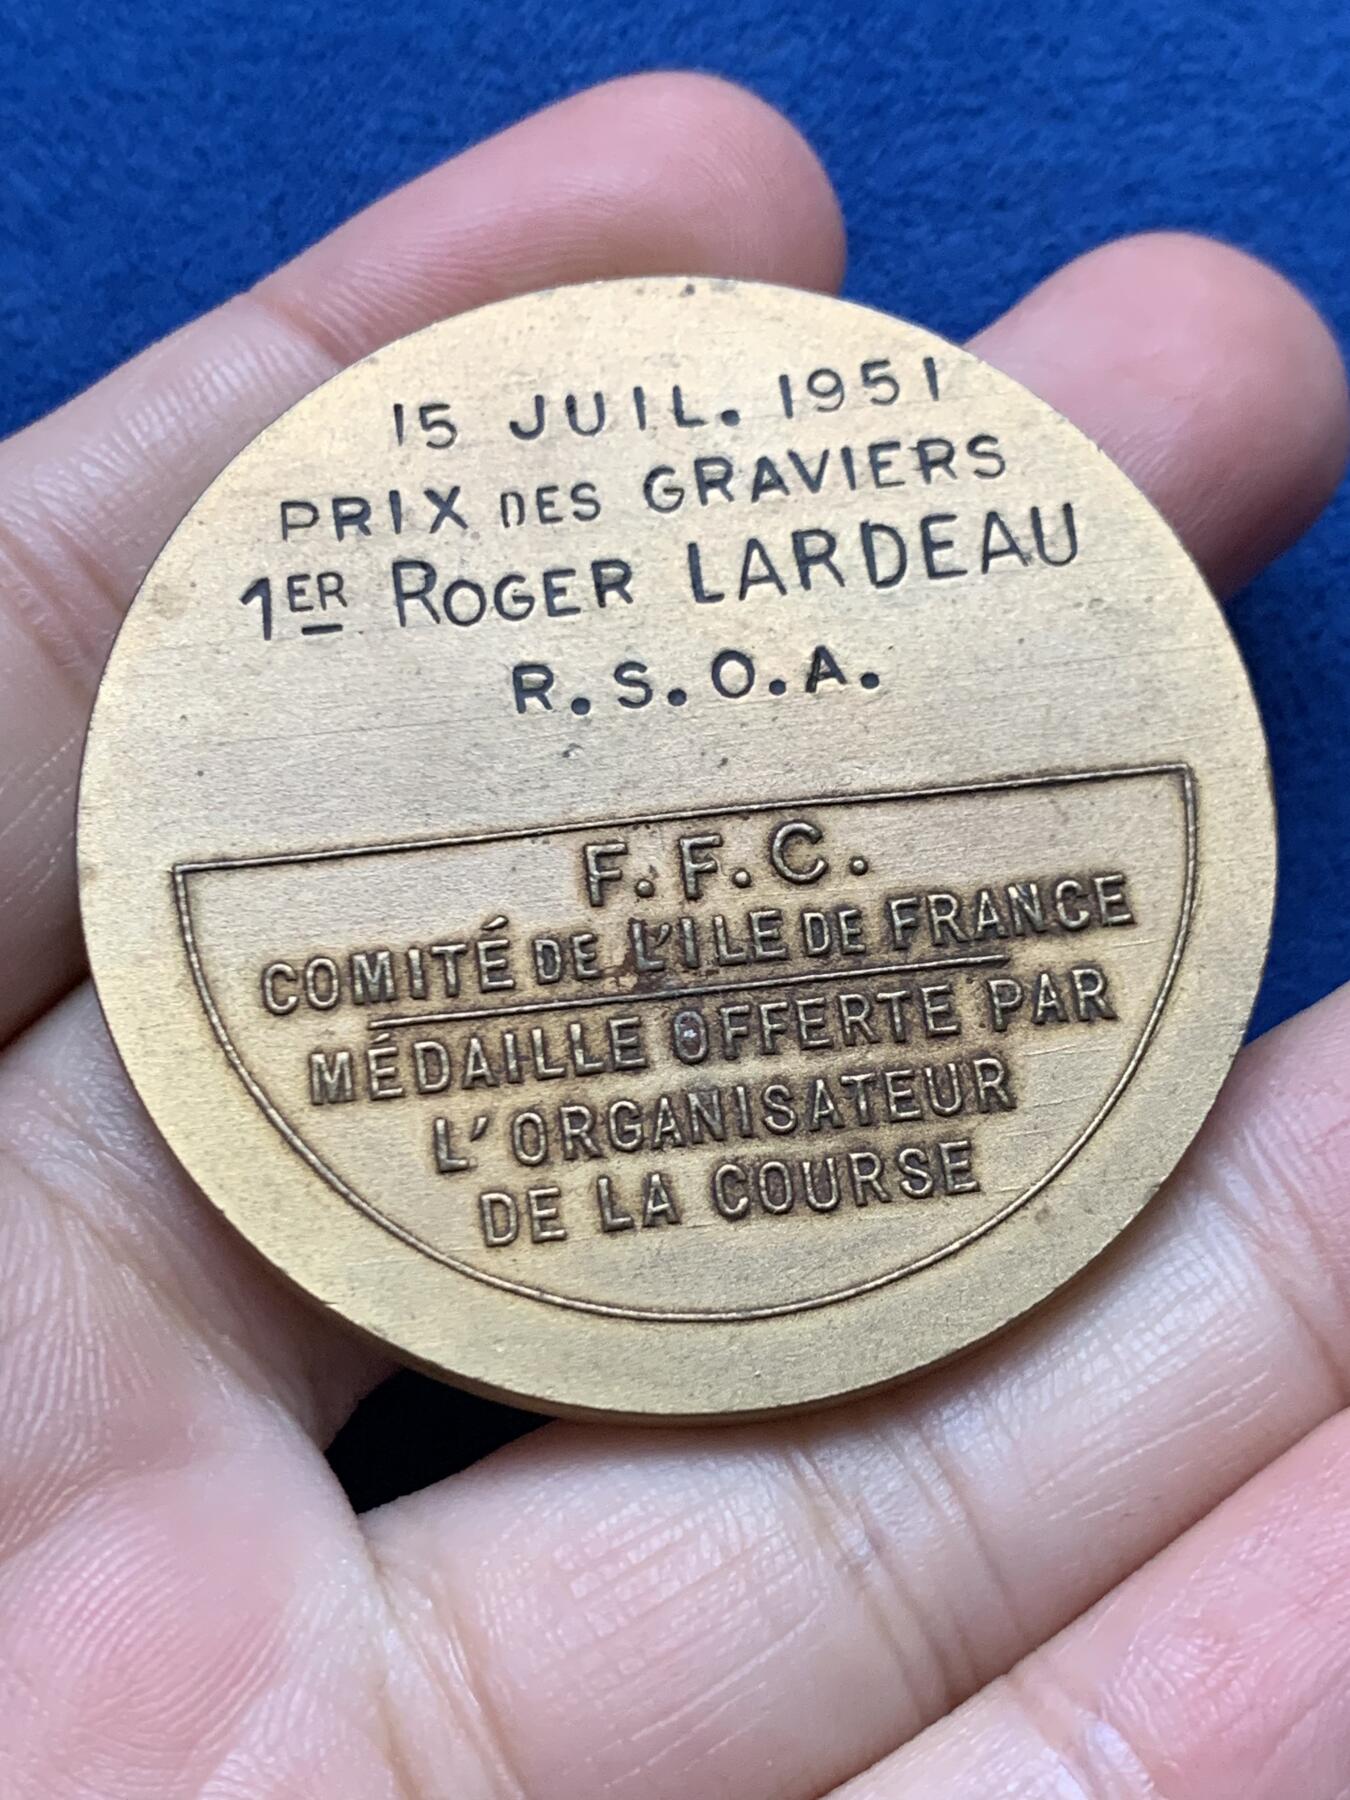 15 JUIL. 1951
PRIX DES GRAVIERS
1ER ROGER LARDEAU
R.S.O.A.
F.F.C.
COMITÉ DE L'ILE DE FRANCE
MÉDAILLE OFFERTE PAR
L'ORGANISATEUR
DE LA COURSE